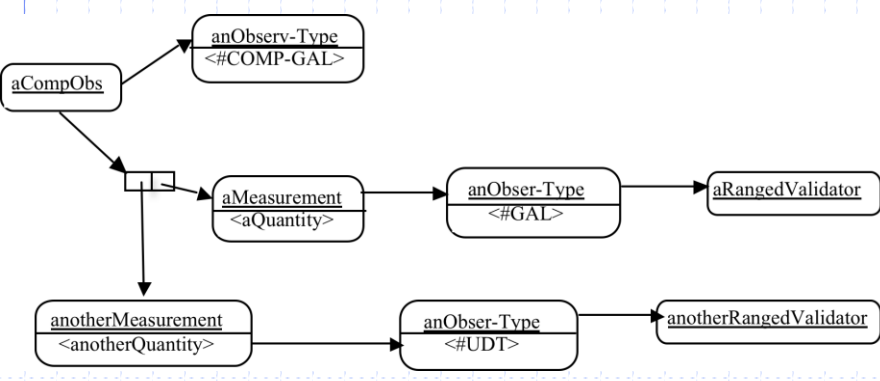 anObserv-Type
<#COMP-GAL>
aCompObs
aMeasurement
<aQuantity>
anObser-Type
<#GAL>
aRangedValidator
anotherMeasurement
<anotherQuantity>
anObser-Type
<#UDT>
anotherRangedValidator